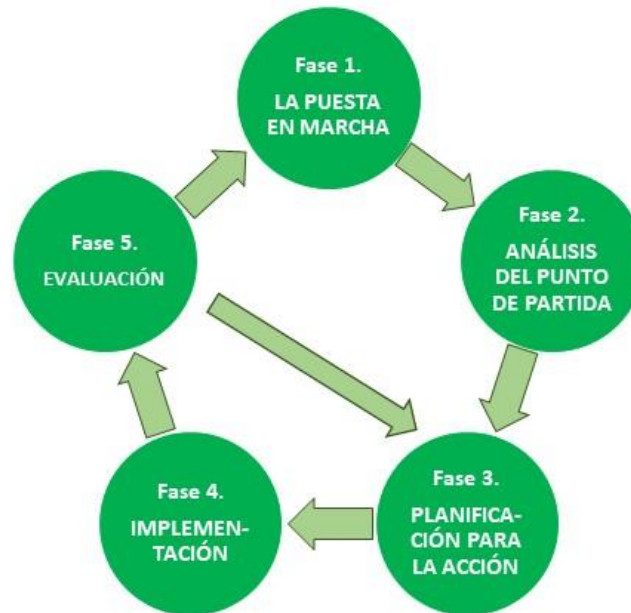 Fase 1.
LA PUESTA
EN MARCHA
Fase 2.
ANÁLISIS
DEL PUNTO
DE PARTIDA
Fase 3.
PLANIFICA-
CIÓN PARA
LA ACCIÓN
Fase 4.
IMPLEMEN-
TACIÓN
Fase 5.
EVALUACIÓN